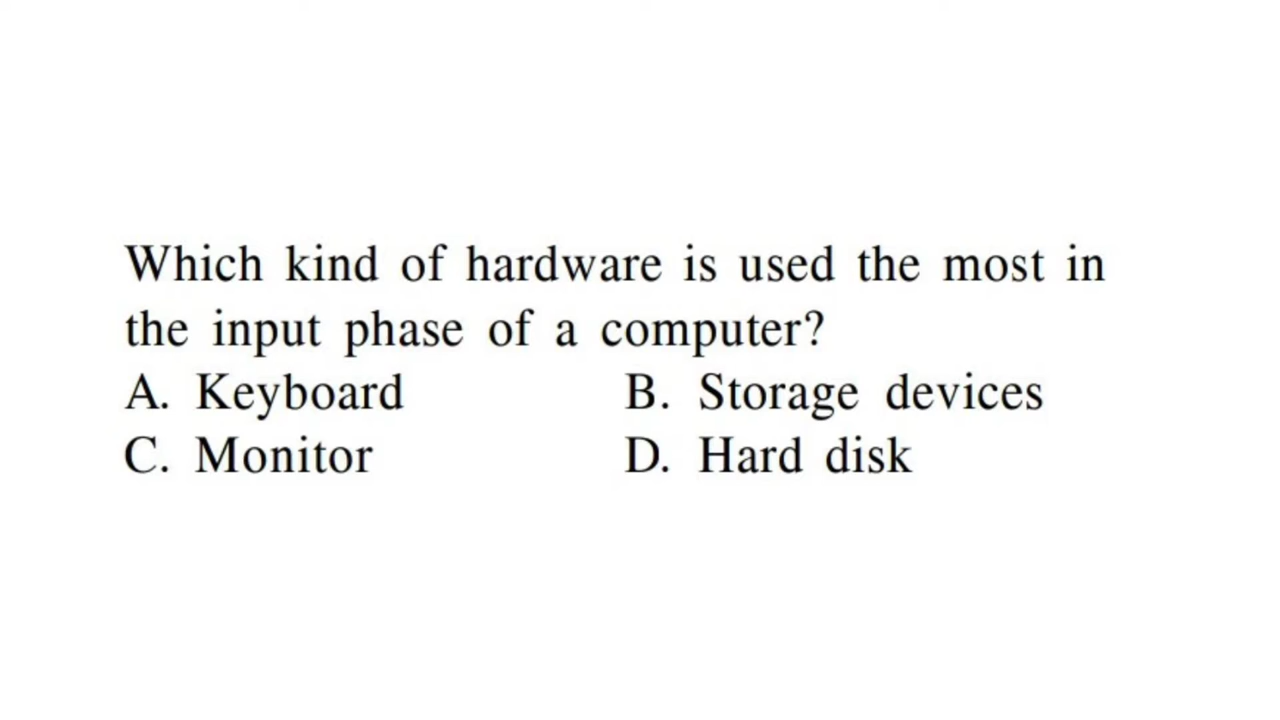 Which kind of hardware is used the most in
the input phase of a computer?
A. Keyboard B. Storage devices
C. Monitor D. Hard disk